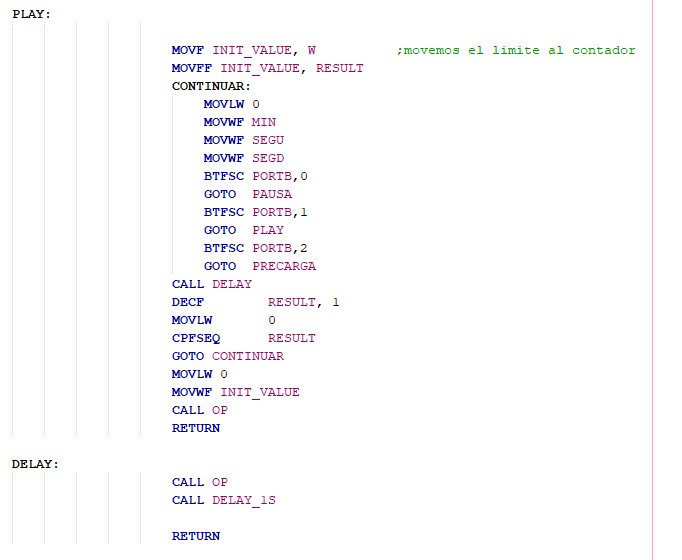 PLAY:
MOVF INIT_VALUE, W ;movemos el limite al contador
MOVFF INIT_VALUE, RESULT
CONTINUAR:
MOVLW 0
MOVWF MIN
MOVWF SEGU
MOVWF SEGD
BTFSC PORTB,0
GOTO PAUSA
BTFSC PORTB,1
GOTO PLAY
BTFSC PORTB,2
GOTO PRECARGA
CALL DELAY
DECF RESULT, 1
MOVLW 0
CPFSEQ RESULT
GOTO CONTINUAR
MOVLW 0
MOVWF INIT_VALUE
CALL OP
RETURN
DELAY:
CALL OP
CALL DELAY_1S
RETURN